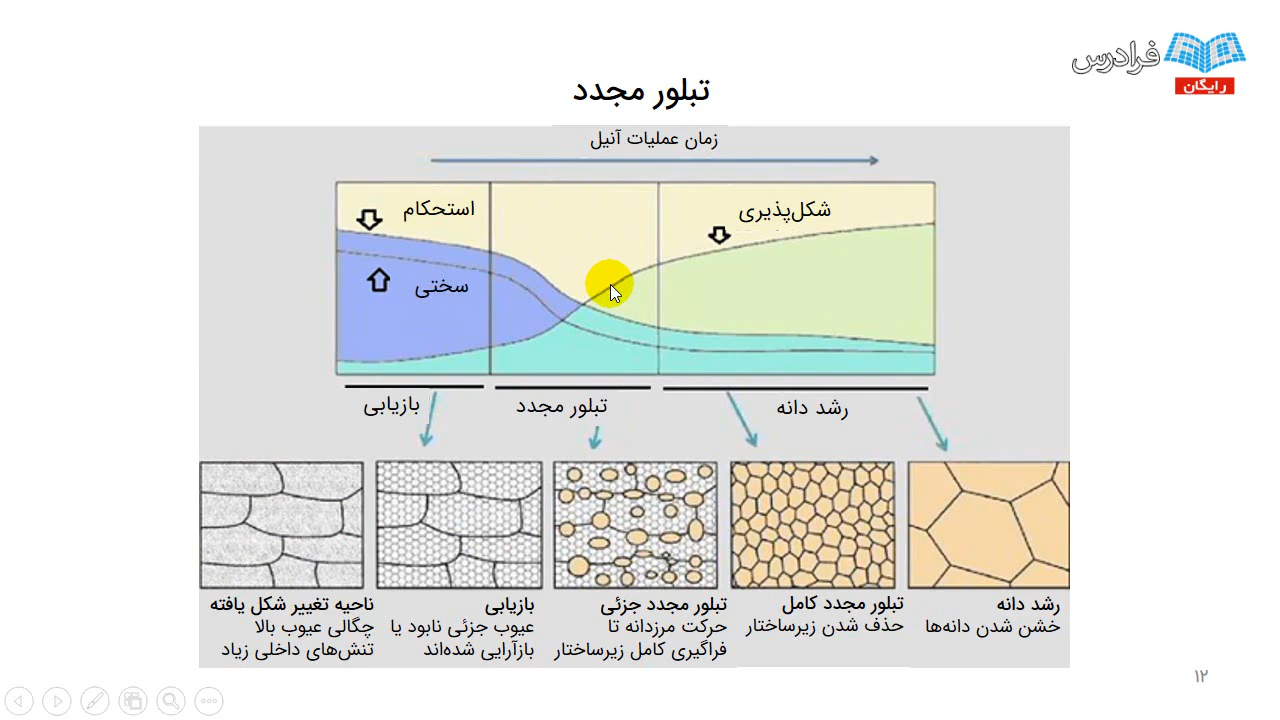 فرادرس
رایگان
تبلور مجدد
زمان عملیات آنیل
استحکام
شکل‌پذیری
سختی
بازیابی
تبلور مجدد
رشد دانه
ناحیه تغییر شکل یافته
چگالی عیوب بالا
تنش‌های داخلی زیاد
بازیابی
عیوب جزئی نابود یا
بازآرایی شده‌اند
تبلور مجدد جزئی
حرکت مرزدانه تا
فراگیری کامل زیرساختار
تبلور مجدد کامل
حذف شدن زیرساختار
رشد دانه
خشن شدن دانه‌ها
۱۲